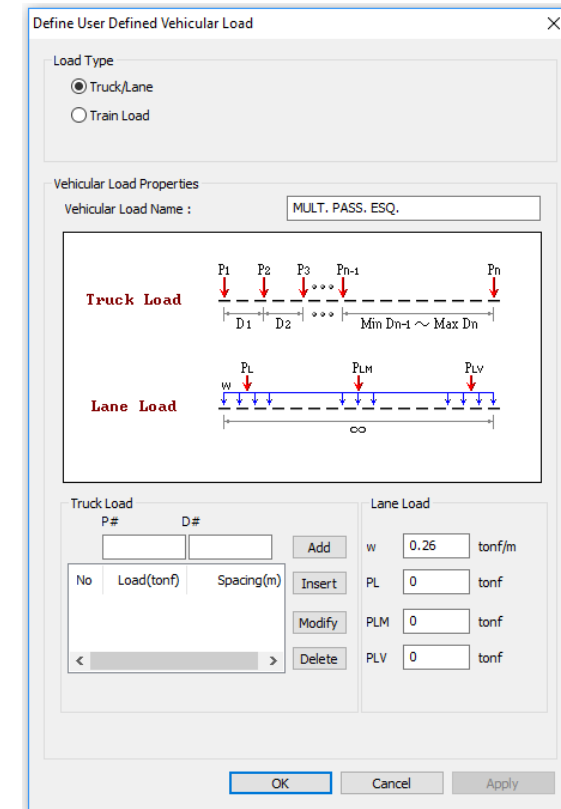 Define User Defined Vehicular Load
Load Type
Truck/Lane
Train Load
Vehicular Load Properties
Vehicular Load Name : MULT. PASS. ESQ.
P1 P2 P3 Pn-1 Pn
Truck Load
D1 D2 Min Dn-1 ~ Max Dn
PL PLM PLV
w
Lane Load
∞
Truck Load Lane Load
P# D#
Add w 0.26 tonf/m
No Load(tonf) Spacing(m) Insert PL 0 tonf
Modify PLM 0 tonf
Delete PLV 0 tonf
OK Cancel Apply